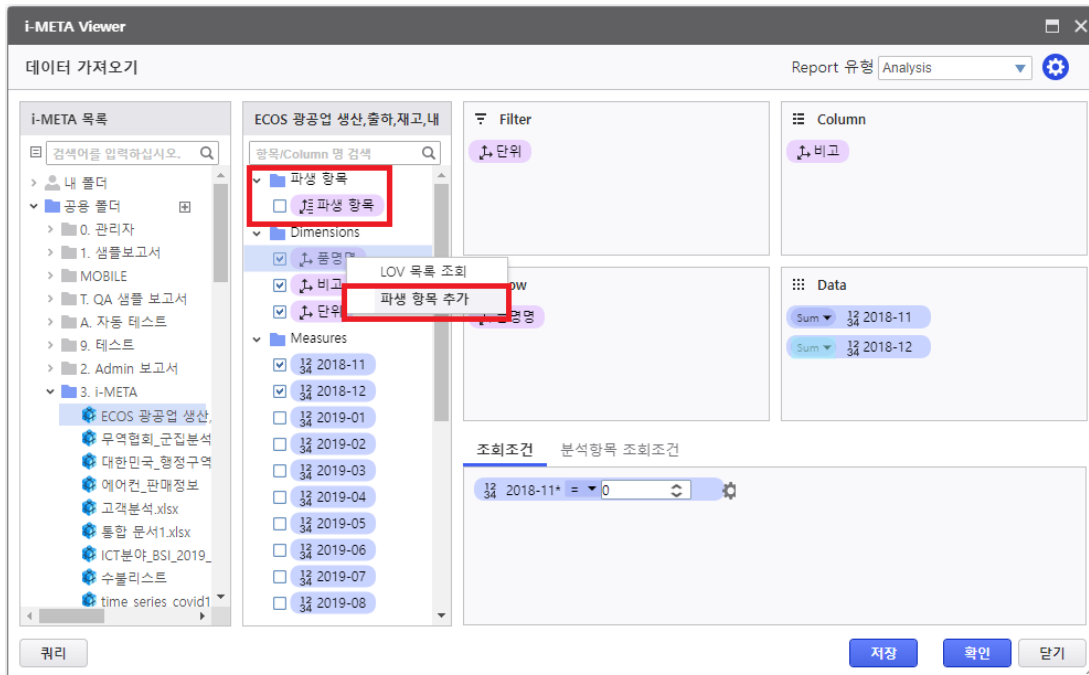 i-META Viewer
데이터 가져오기
Report 유형 Analysis
i-META 목록
검색어를 입력하십시오.
내 폴더
공용 폴더
0. 관리자
1. 샘플보고서
MOBILE
T. QA 샘플 보고서
A. 자동 테스트
9. 테스트
2. Admin 보고서
3. i-META
ECOS 광공업 생산,
무역협회_군집분석
대한민국_행정구역
에어컨_판매정보
고객분석.xlsx
통합 문서1.xlsx
ICT분야_BSI_2019_
수불리스트
time series covid1
ECOS 광공업 생산,출하,재고,내
항목/Column 명 검색
파생 항목
파생 항목
Dimensions
품명명
비고
단위
LOV 목록 조회
파생 항목 추가
Measures
2018-11
2018-12
2019-01
2019-02
2019-03
2019-04
2019-05
2019-06
2019-07
2019-08
Filter
단위
Column
비고
Data
Sum 1234 2018-11
Sum 1234 2018-12
조회조건 분석항목 조회조건
1234 2018-11* = 0
쿼리
저장 확인 닫기